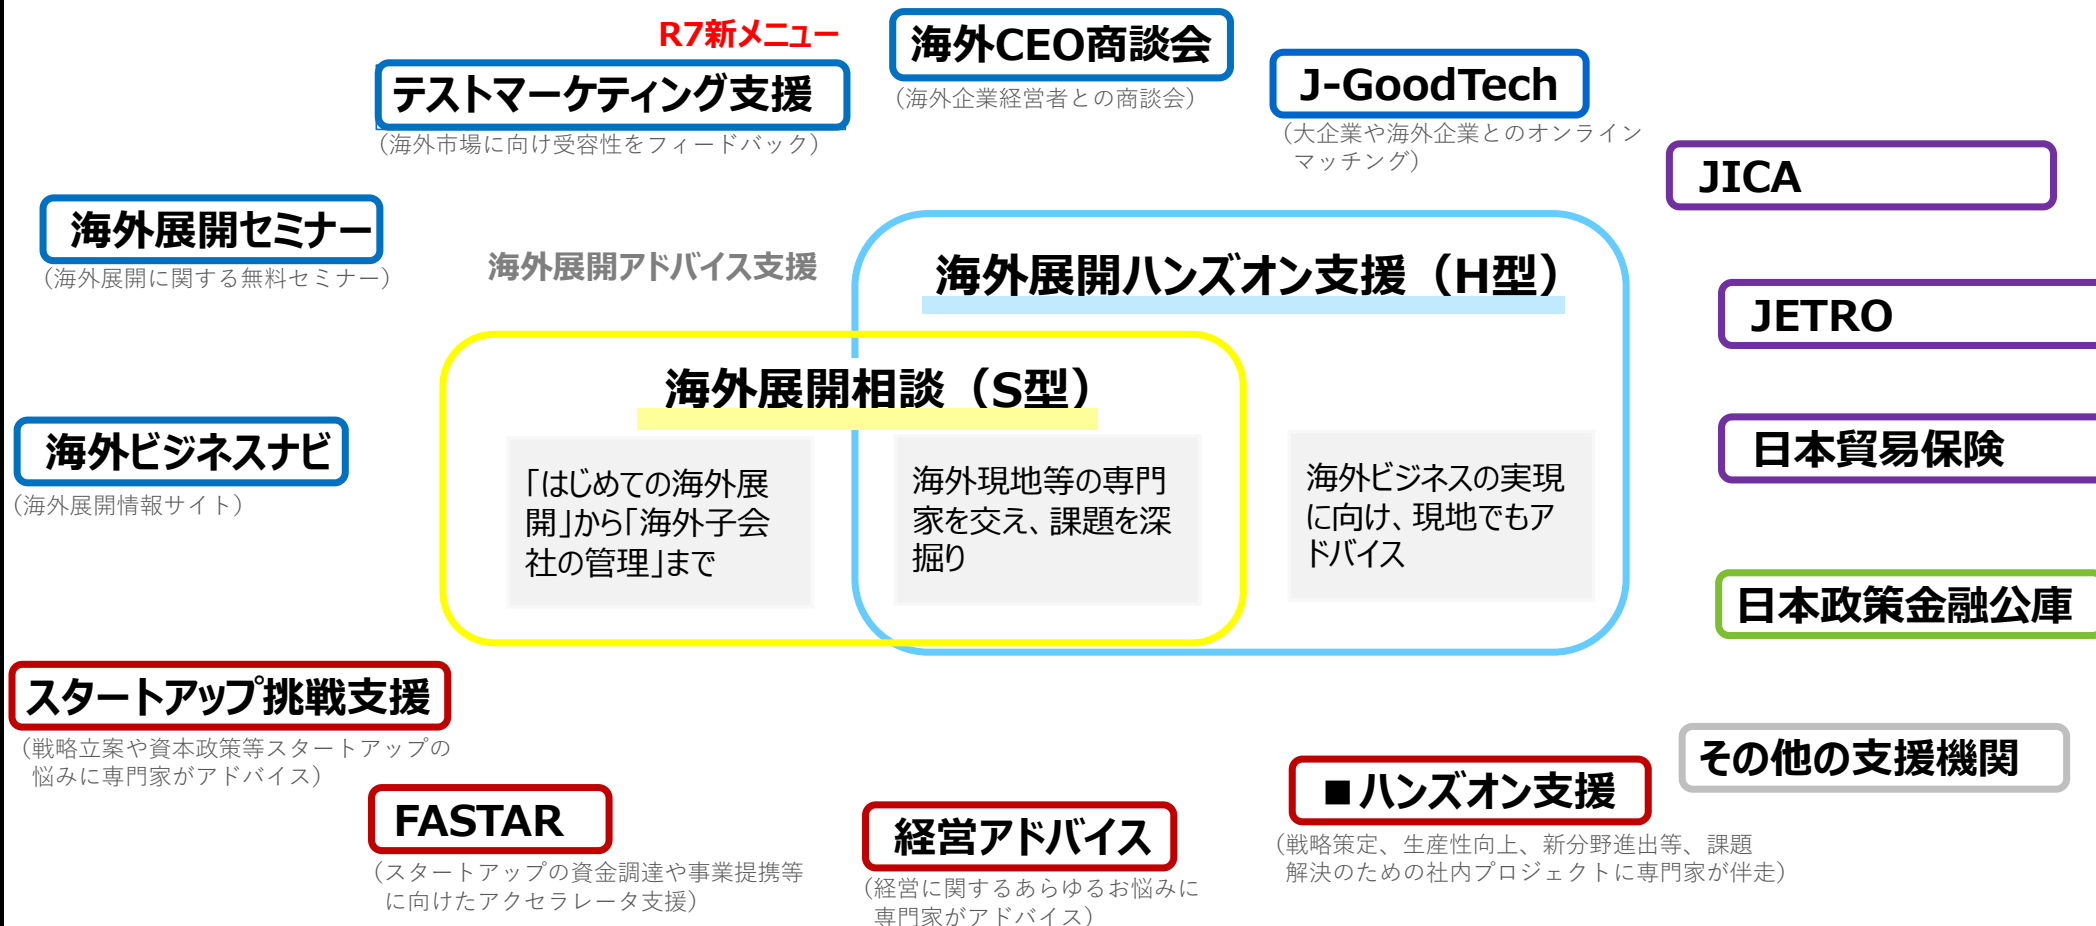 R7新メニュー
テストマーケティング支援
（海外市場に向け受容性をフィードバック）
海外CEO商談会
（海外企業経営者との商談会）
J-GoodTech
（大企業や海外企業とのオンライン
マッチング）
JICA
海外展開セミナー
（海外展開に関する無料セミナー）
海外展開アドバイス支援
海外展開ハンズオン支援（H型）
JETRO
海外展開相談（S型）
海外ビジネスナビ
（海外展開情報サイト）
「はじめての海外展
開」から「海外子会
社の管理」まで
海外現地等の専門
家を交え、課題を深
掘り
海外ビジネスの実現
に向け、現地でもア
ドバイス
日本貿易保険
日本政策金融公庫
スタートアップ挑戦支援
（戦略立案や資本政策等スタートアップの
悩みに専門家がアドバイス）
FASTAR
（スタートアップの資金調達や事業提携等
に向けたアクセラレータ支援）
経営アドバイス
（経営に関するあらゆるお悩みに
専門家がアドバイス）
■ハンズオン支援
（戦略策定、生産性向上、新分野進出等、課題
解決のための社内プロジェクトに専門家が伴走）
その他の支援機関